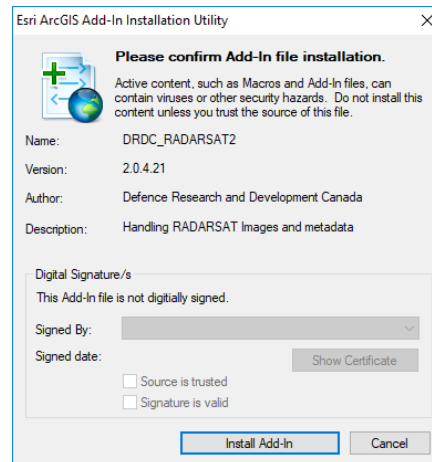 Esri ArcGIS Add-In Installation Utility
Please confirm Add-In file installation.
Active content, such as Macros and Add-In files, can
contain viruses or other security hazards. Do not install this
content unless you trust the source of this file.
Name: DRDC_RADARSAT2
Version: 2.0.4.21
Author: Defence Research and Development Canada
Description: Handling RADARSAT Images and metadata
Digital Signature/s
This Add-In file is not digitially signed.
Signed By:
Signed date: Show Certificate
Source is trusted
Signature is valid
Install Add-In Cancel